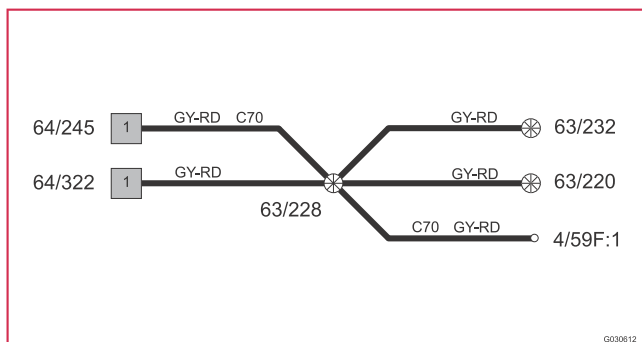 GY-RD C70 GY-RD
64/245 1 63/232
GY-RD GY-RD
64/322 1 63/220
63/228
C70 GY-RD
4/59F:1
G030612